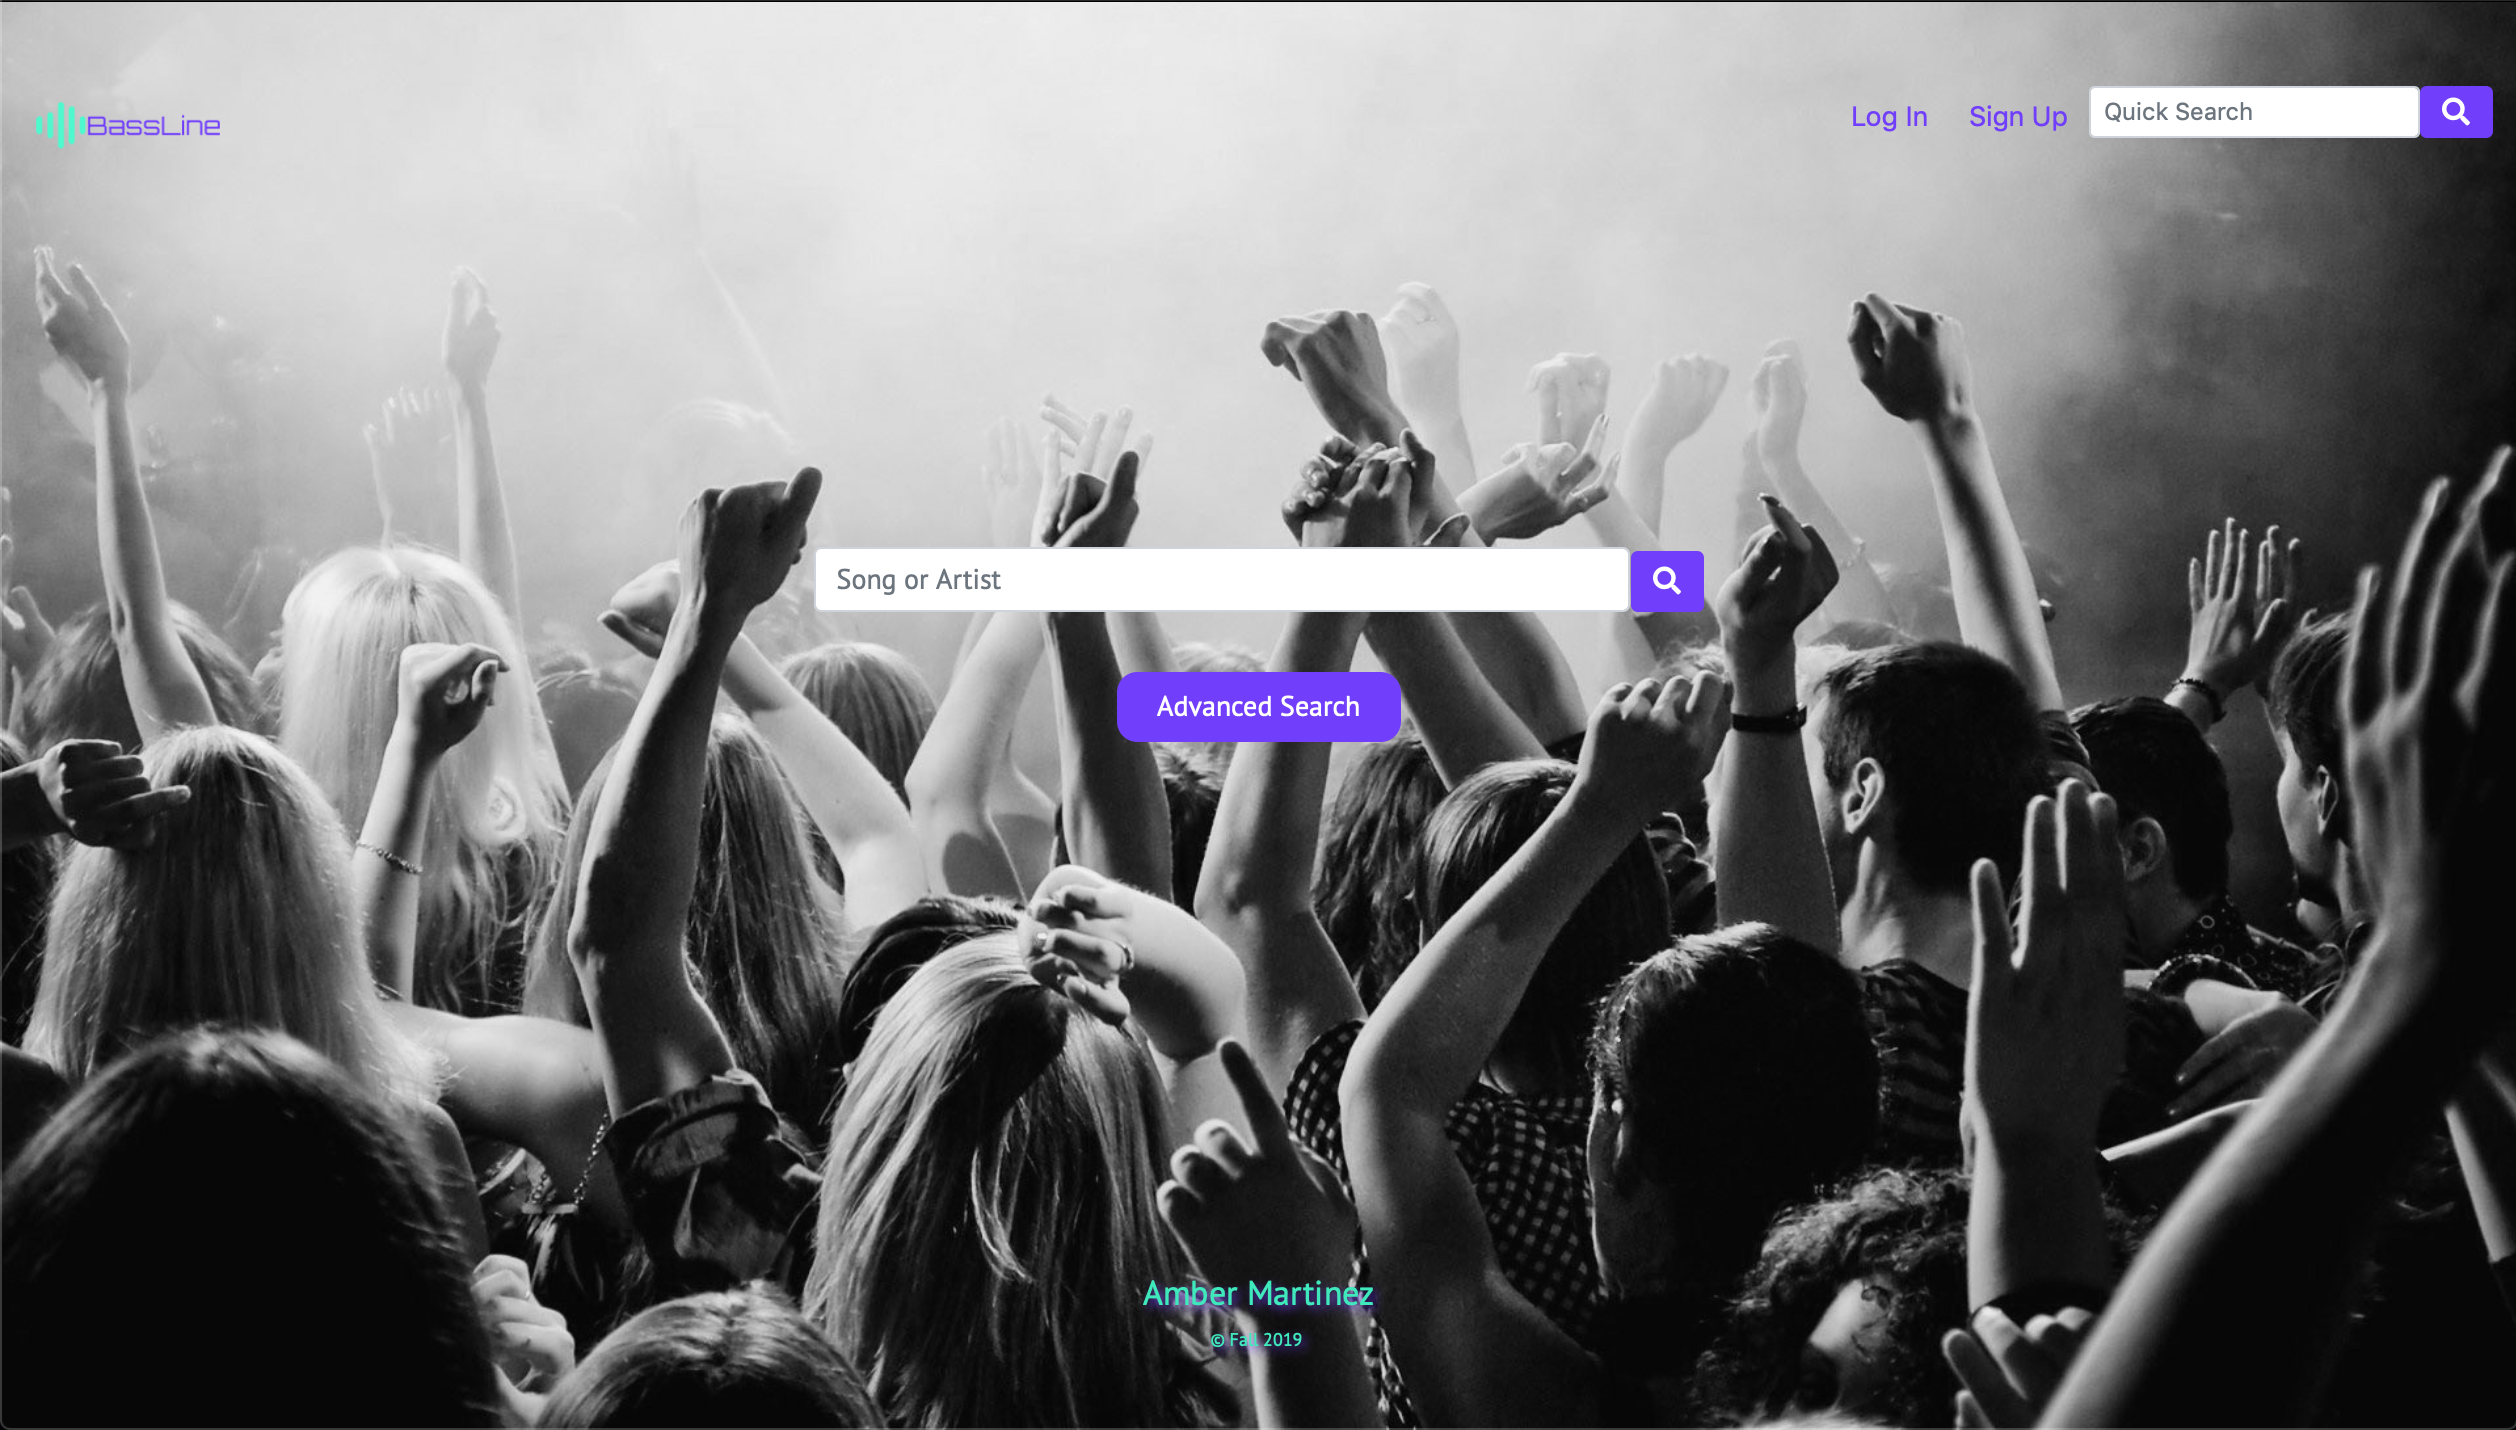 BassLine
Log In
Sign Up
Quick Search
Song or Artist
Advanced Search
Amber Martinez
© Fall 2019